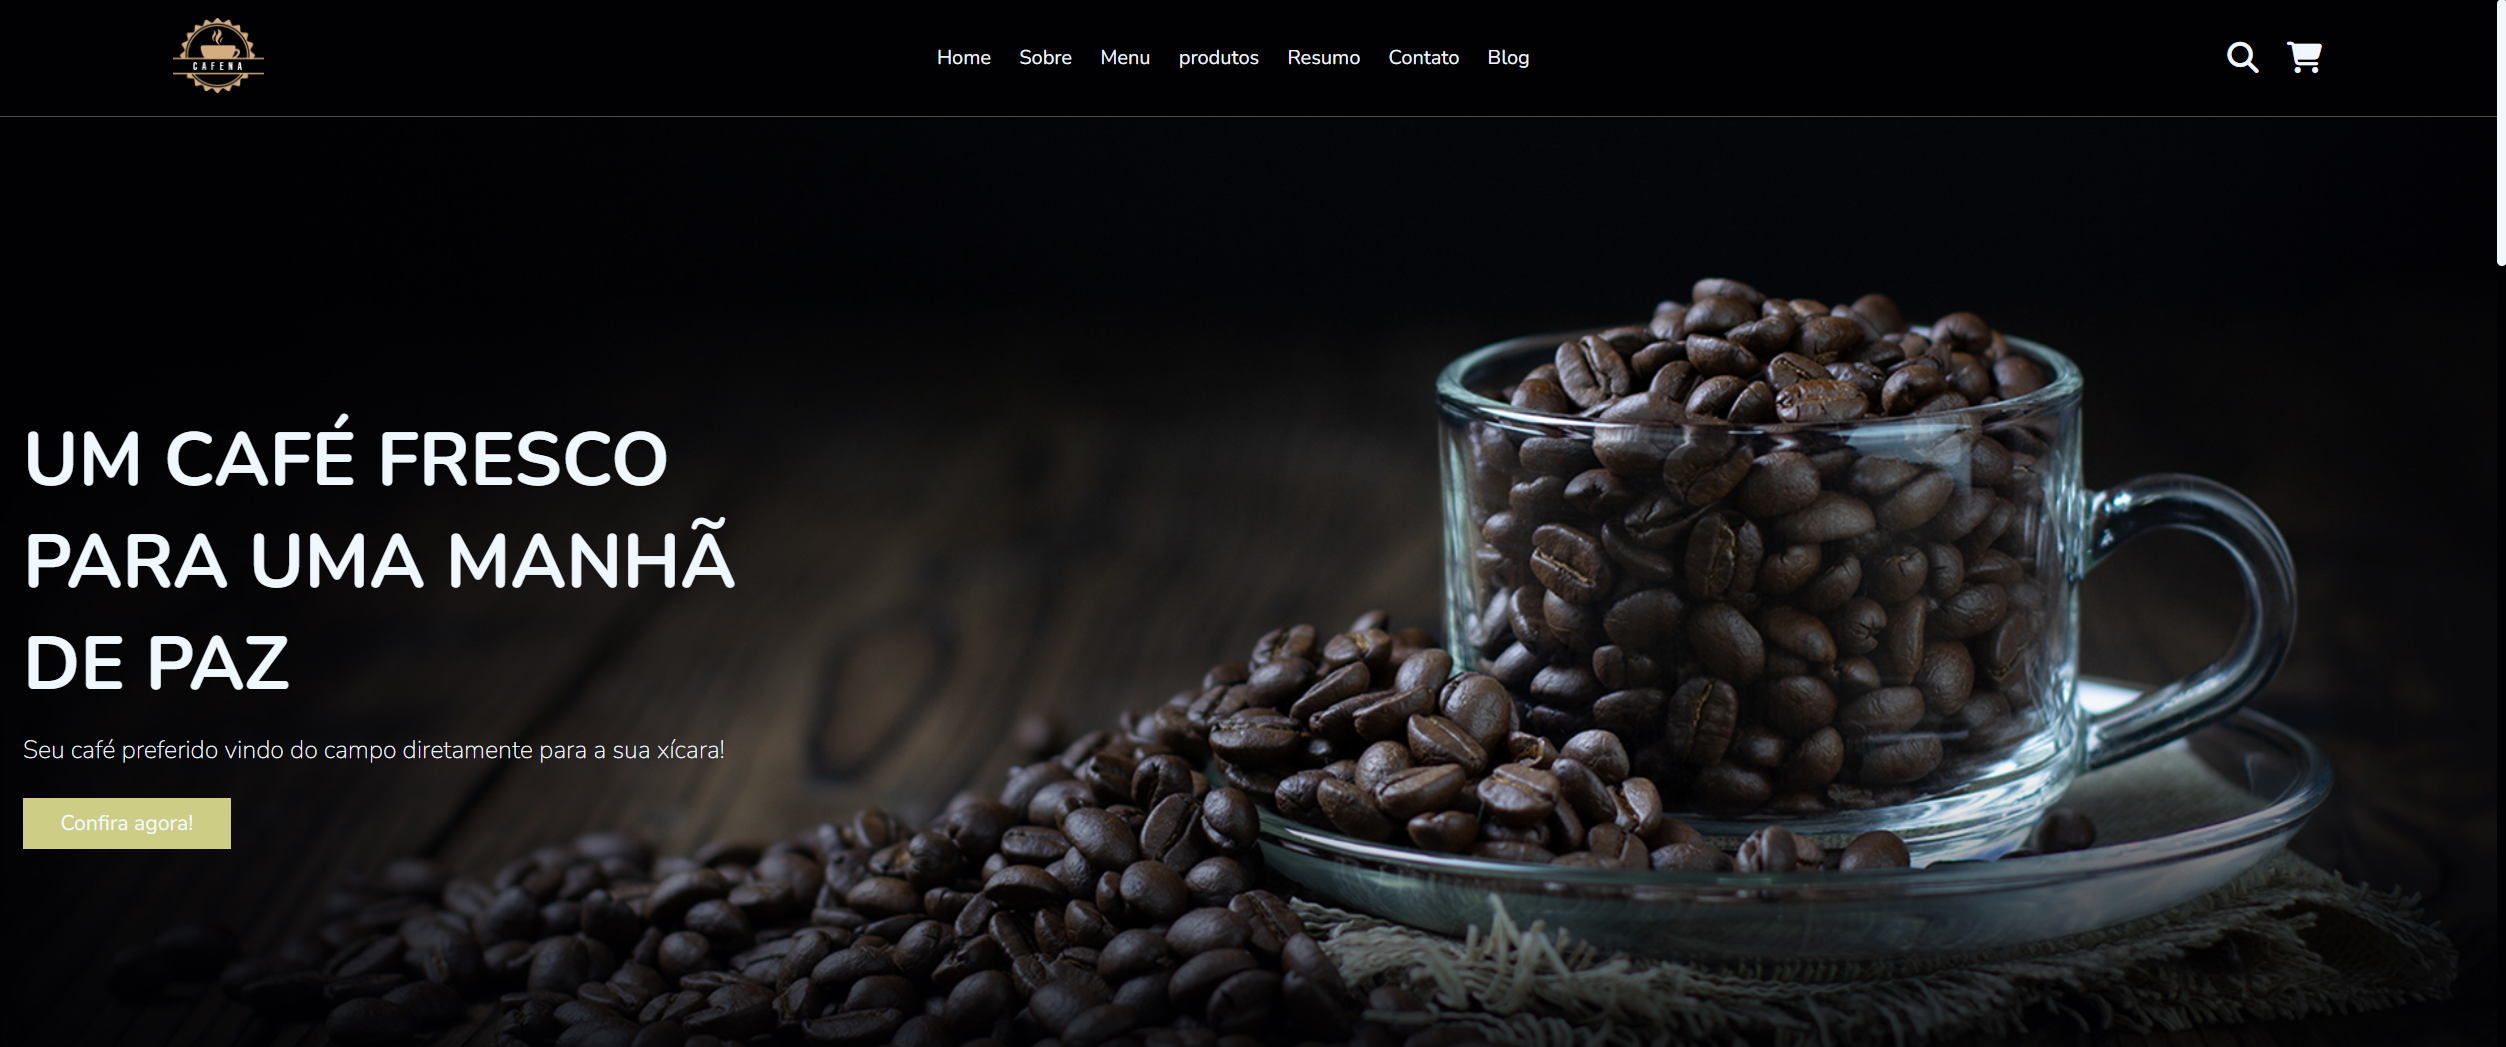 CAFENA
Home Sobre Menu produtos Resumo Contato Blog
UM CAFÉ FRESCO
PARA UMA MANHÃ
DE PAZ
Seu café preferido vindo do campo diretamente para a sua xícara!
Confira agora!